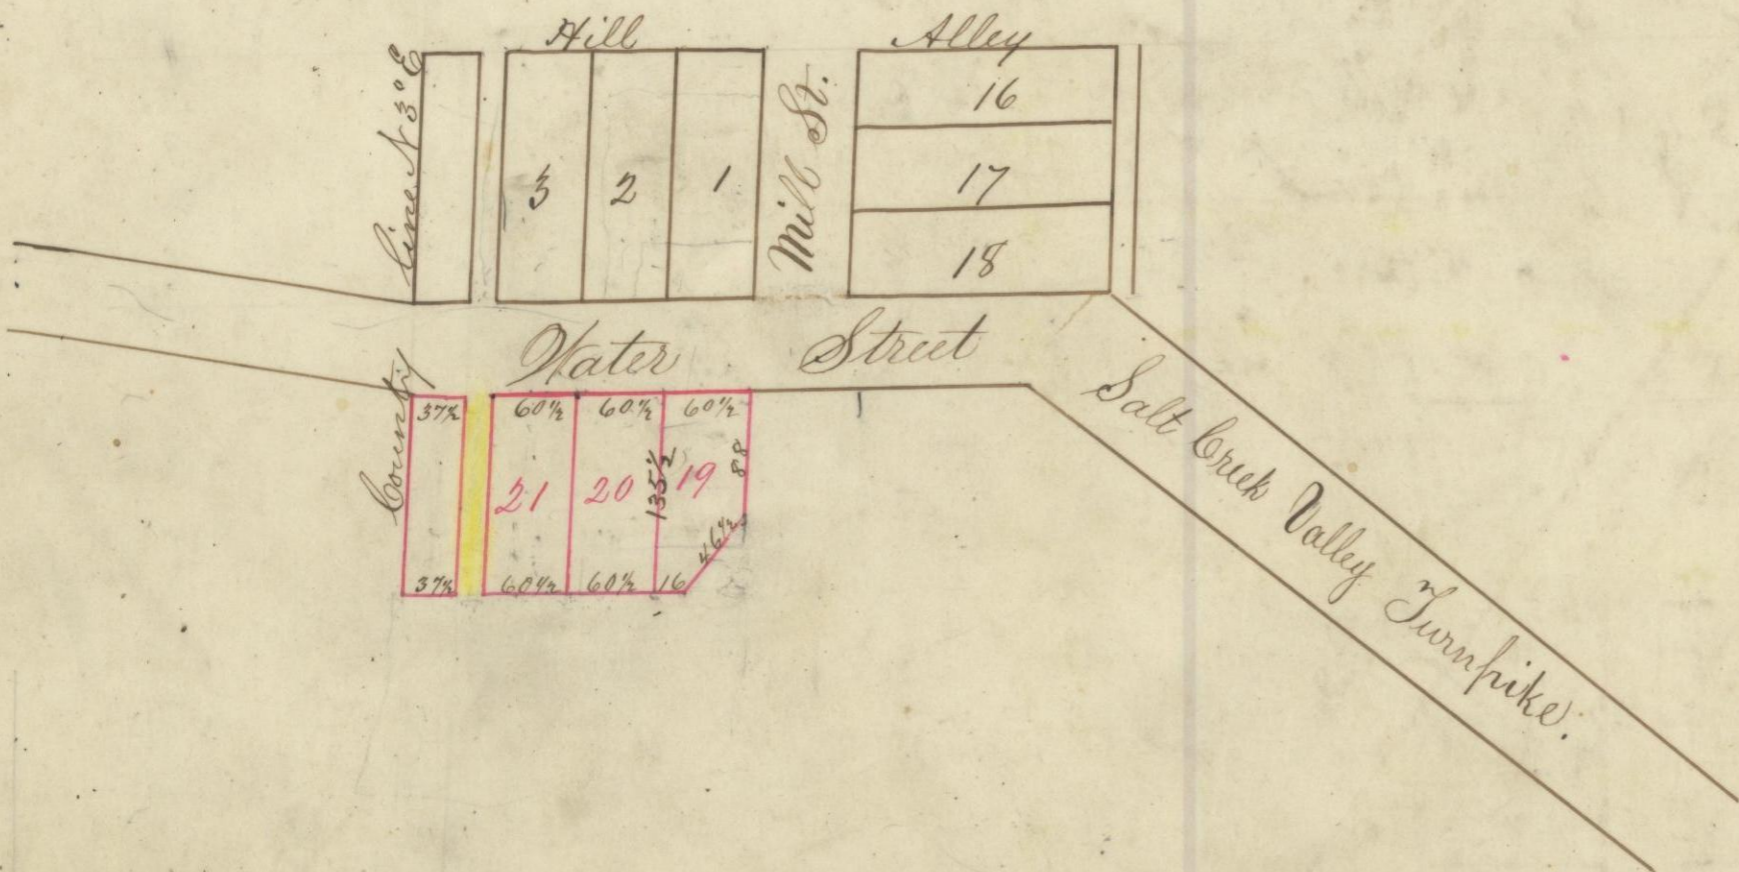 Hill Alley
County Line N 3° E
3 2 1
Mill St.
16
17
18
Water Street
37½ 60½ 60½ 60½
21 20 135½ 19 88
46½
37½ 60½ 60½ 16
Salt Creek Valley Turnpike.